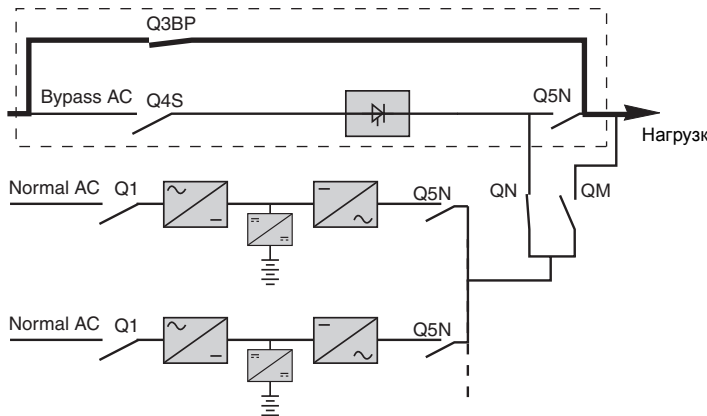 Q3BP
Bypass AC Q4S Q5N
Нагрузк
Normal AC Q1 Q5N QN QM
Normal AC Q1 Q5N